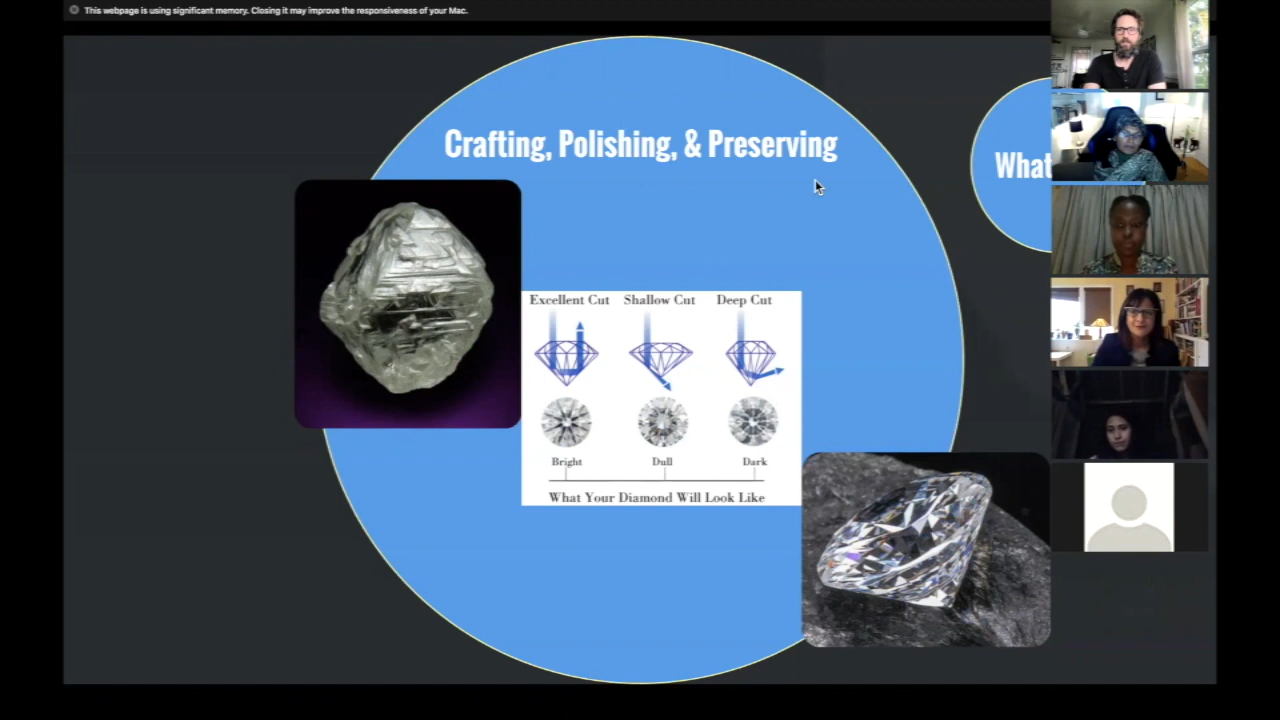 This webpage is using significant memory. Closing it may improve the responsiveness of your Mac.
Crafting, Polishing, & Preserving
What
Excellent Cut Shallow Cut Deep Cut
Bright Dull Dark
What Your Diamond Will Look Like